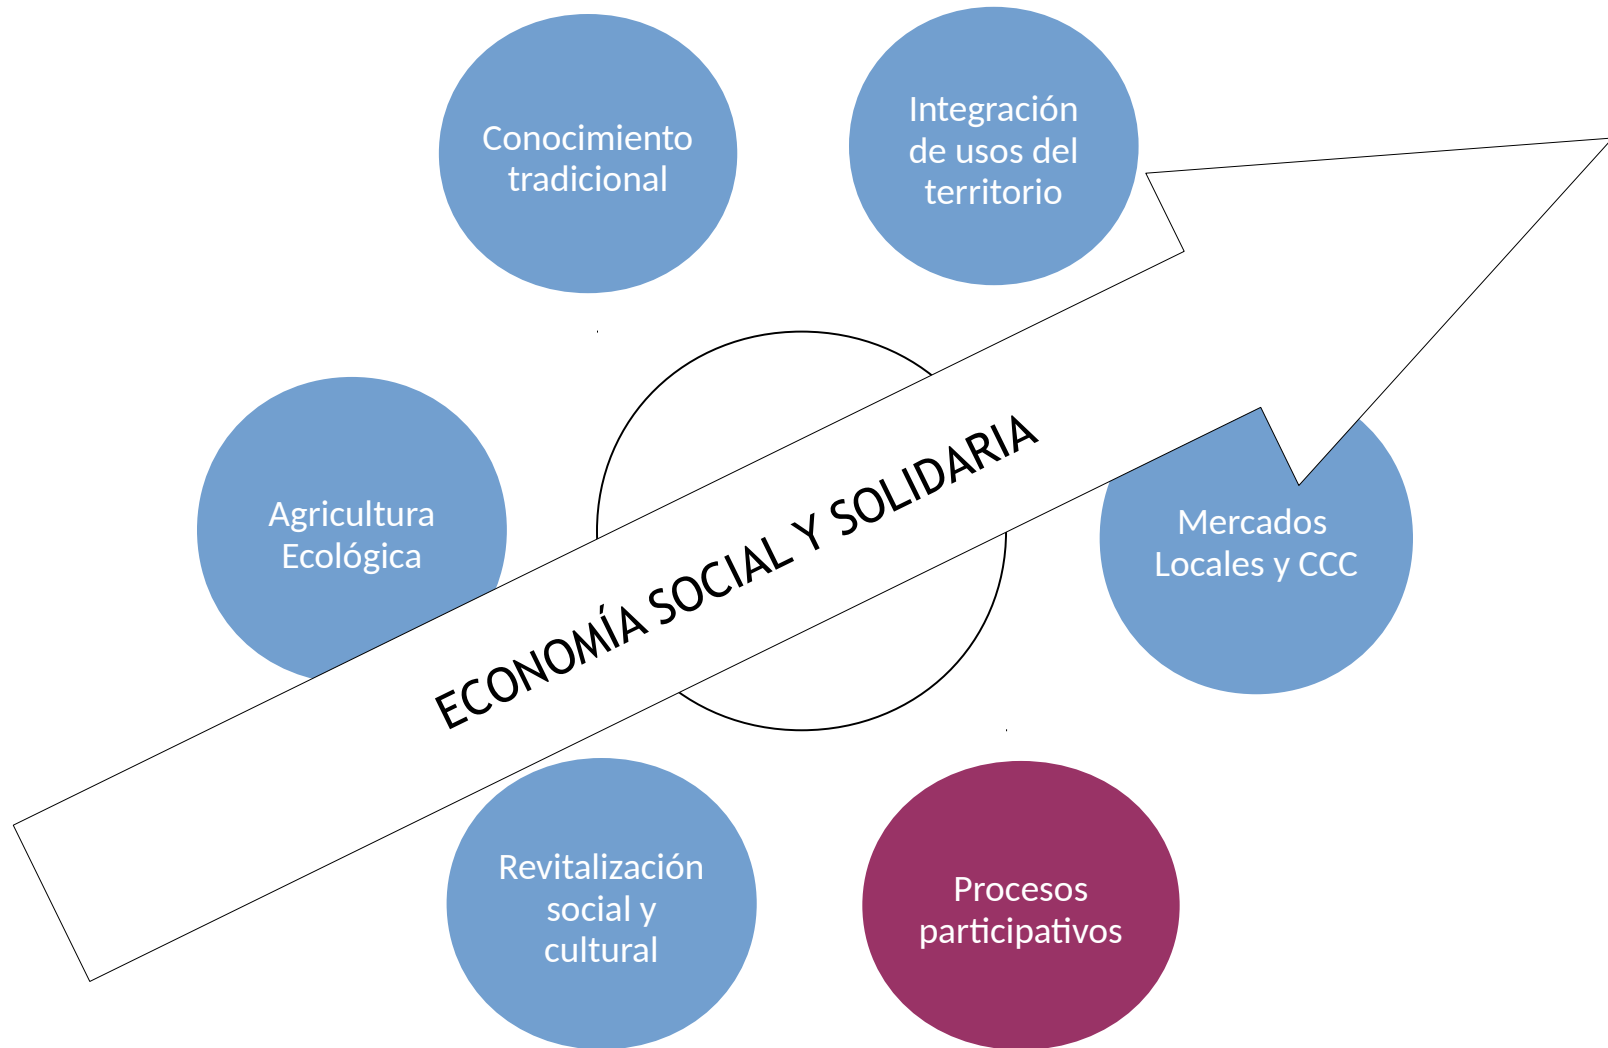 Conocimiento
tradicional
Integración
de usos del
territorio
Agricultura
Ecológica
ECONOMÍA SOCIAL Y SOLIDARIA
Mercados
Locales y CCC
Revitalización
social y
cultural
Procesos
participativos